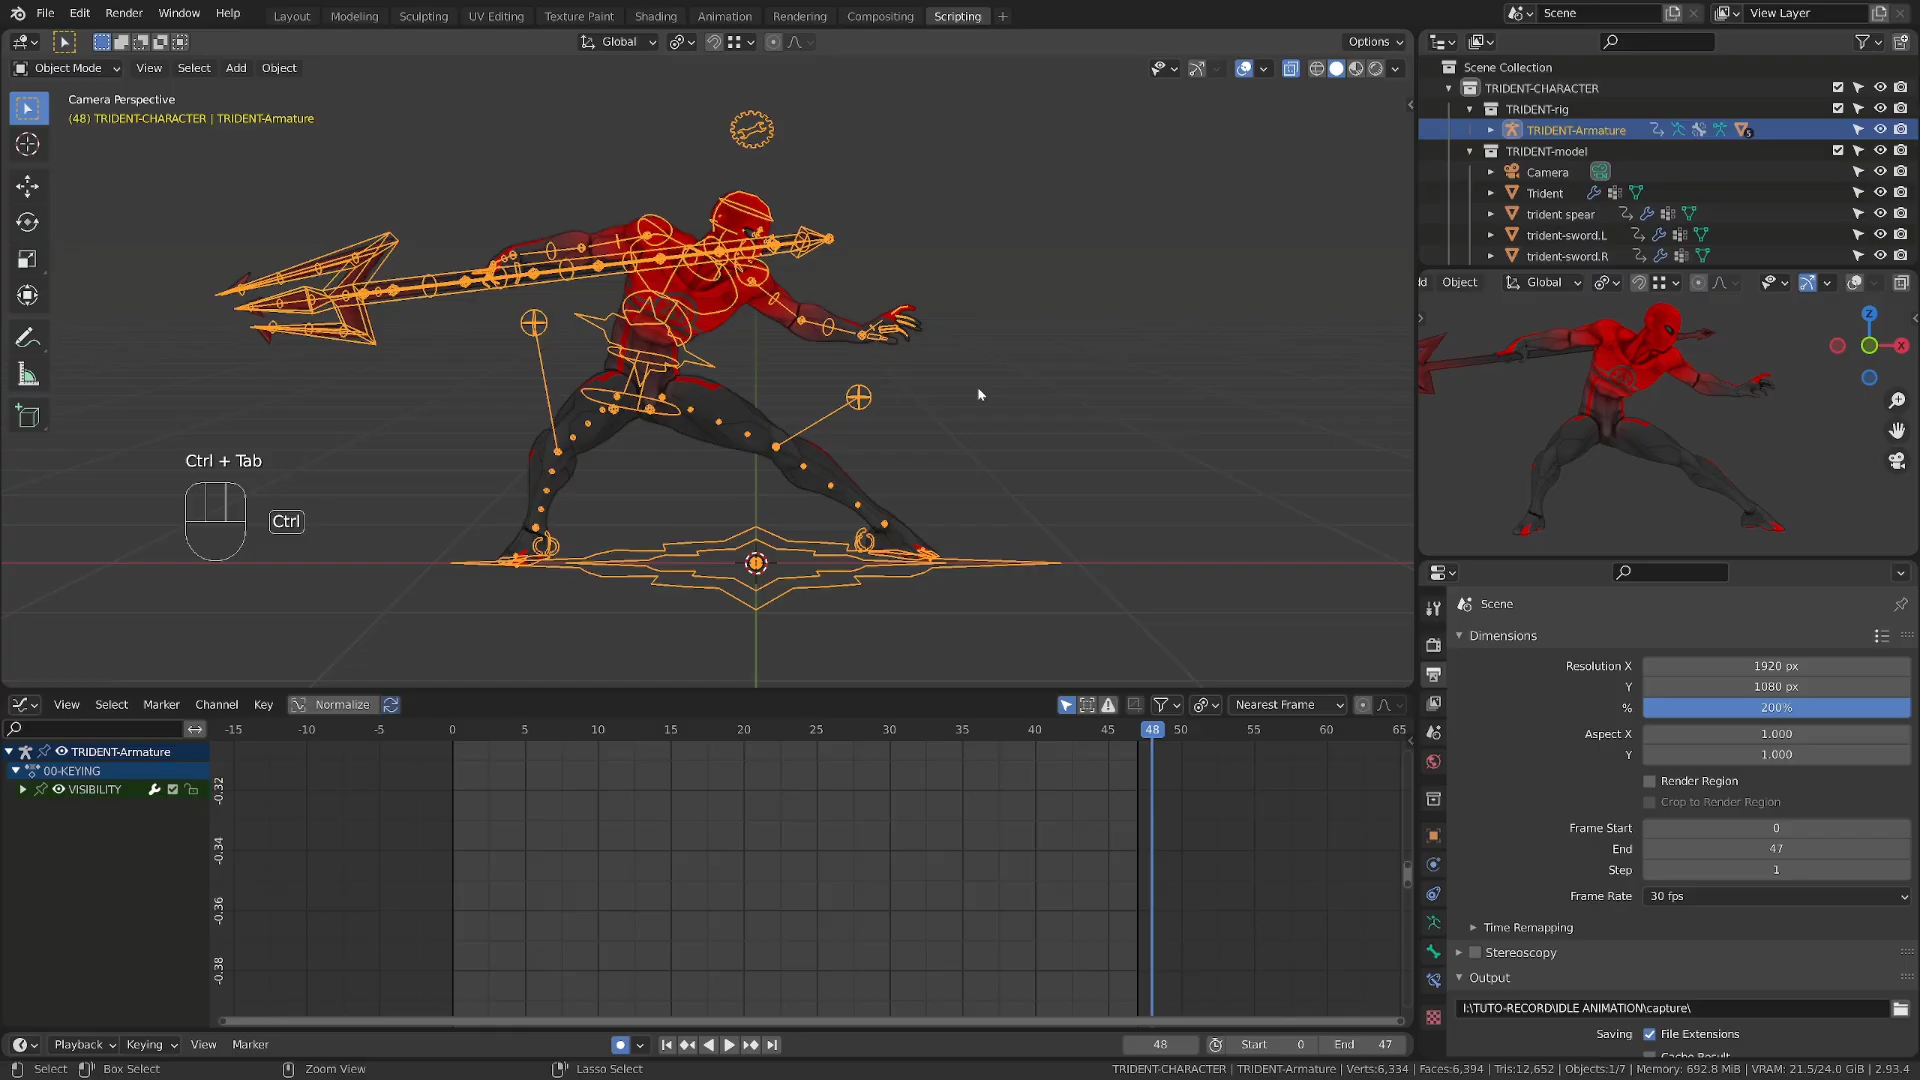 File Edit Render Window Help
Layout Modeling Sculpting UV Editing Texture Paint Shading Animation Rendering Compositing Scripting +
Scene
View Layer
Global
Options
Object Mode View Select Add Object
Camera Perspective
(48) TRIDENT-CHARACTER | TRIDENT-Armature
Ctrl + Tab
Ctrl
Scene Collection
TRIDENT-CHARACTER
TRIDENT-rig
TRIDENT-Armature
5
TRIDENT-model
Camera
Trident
trident spear
trident-sword.L
trident-sword.R
Object Global
Z
X
Scene
Dimensions
Resolution X 1920 px
Y 1080 px
% 200%
Aspect X 1.000
Y 1.000
Render Region
Crop to Render Region
Frame Start 0
End 47
Step 1
Frame Rate 30 fps
Time Remapping
Stereoscopy
Output
I:\TUTO-RECORD\IDLE ANIMATION\capture\
Saving File Extensions
Cache Result
View Select Marker Channel Key Normalize
Nearest Frame
-15 -10 -5 0 5 10 15 20 25 30 35 40 45 48 50 55 60 65
TRIDENT-Armature
00-KEYING
VISIBILITY
-0.32
-0.34
-0.36
-0.38
Playback Keying View Marker
48
Start 0
End 47
Select Box Select Zoom View Lasso Select
TRIDENT-CHARACTER | TRIDENT-Armature | Verts:6,334 | Faces:6,394 | Tris:12,652 | Objects:1/7 | Memory: 692.8 MiB | VRAM: 21.5/24.0 GiB | 2.93.4